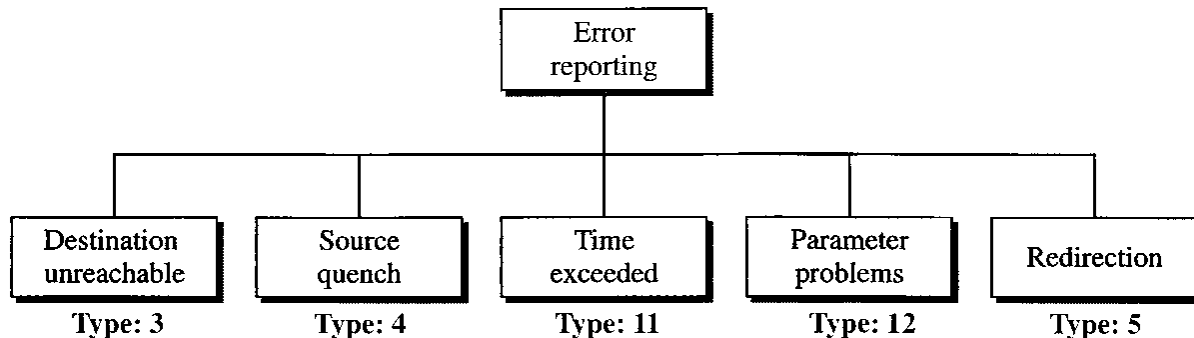 Error
reporting
Destination
unreachable
Source
quench
Time
exceeded
Parameter
problems
Redirection
Type: 3
Type: 4
Type: 11
Type: 12
Type: 5